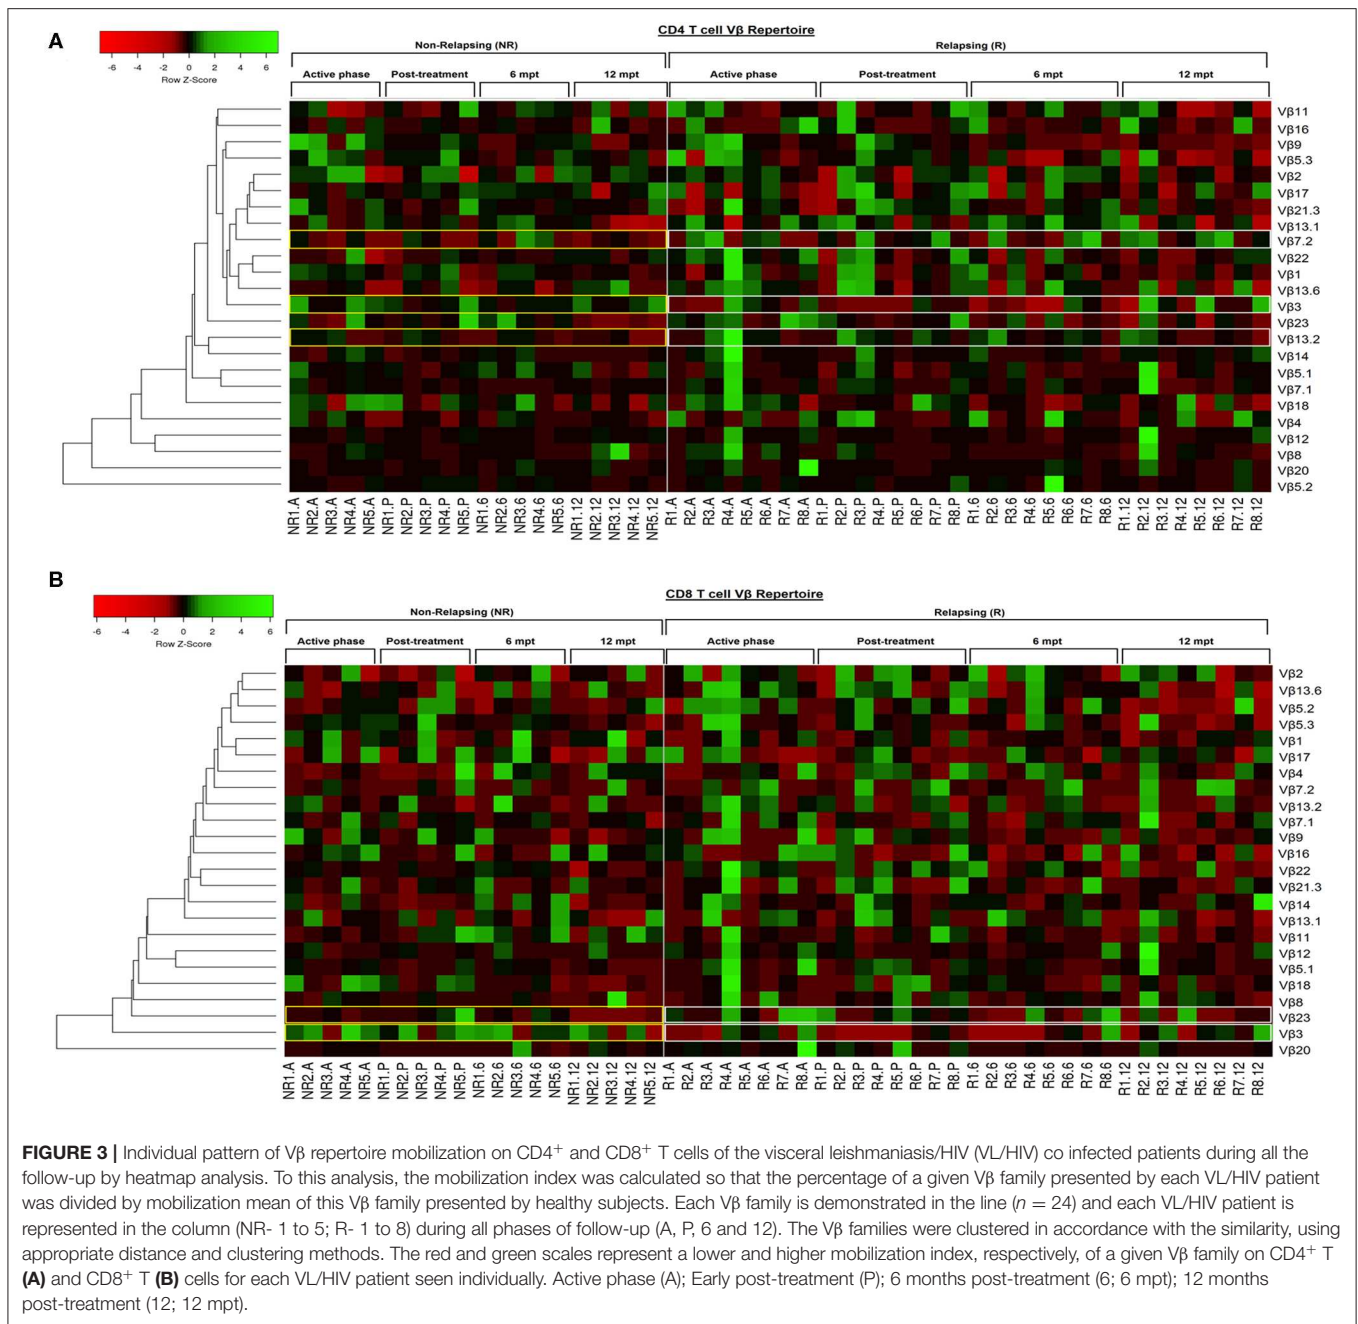 A
CD4 T cell Vβ Repertoire
Non-Relapsing (NR)
Relapsing (R)
-6 -4 -2 0 2 4 6
Row Z-Score
Active phase Post-treatment 6 mpt 12 mpt Active phase Post-treatment 6 mpt 12 mpt
Vβ11
Vβ16
Vβ9
Vβ5.3
Vβ2
Vβ17
Vβ21.3
Vβ13.1
Vβ7.2
Vβ22
Vβ1
Vβ13.6
Vβ3
Vβ23
Vβ13.2
Vβ14
Vβ5.1
Vβ7.1
Vβ18
Vβ4
Vβ12
Vβ8
Vβ20
Vβ5.2
NR1.A NR2.A NR3.A NR4.A NR5.A NR1.P NR2.P NR3.P NR4.P NR5.P NR1.6 NR2.6 NR3.6 NR4.6 NR5.6 NR1.12 NR2.12 NR3.12 NR4.12 NR5.12 R1.A R2.A R3.A R4.A R5.A R6.A R7.A R8.A R1.P R2.P R3.P R4.P R5.P R6.P R7.P R8.P R1.6 R2.6 R3.6 R4.6 R5.6 R6.6 R7.6 R8.6 R1.12 R2.12 R3.12 R4.12 R5.12 R6.12 R7.12 R8.12
B
CD8 T cell Vβ Repertoire
Non-Relapsing (NR)
Relapsing (R)
-6 -4 -2 0 2 4 6
Row Z-Score
Active phase Post-treatment 6 mpt 12 mpt Active phase Post-treatment 6 mpt 12 mpt
Vβ2
Vβ13.6
Vβ5.2
Vβ5.3
Vβ1
Vβ17
Vβ4
Vβ7.2
Vβ13.2
Vβ7.1
Vβ9
Vβ16
Vβ22
Vβ21.3
Vβ14
Vβ13.1
Vβ11
Vβ12
Vβ5.1
Vβ18
Vβ8
Vβ23
Vβ3
Vβ20
NR1.A NR2.A NR3.A NR4.A NR5.A NR1.P NR2.P NR3.P NR4.P NR5.P NR1.6 NR2.6 NR3.6 NR4.6 NR5.6 NR1.12 NR2.12 NR3.12 NR4.12 NR5.12 R1.A R2.A R3.A R4.A R5.A R6.A R7.A R8.A R1.P R2.P R3.P R4.P R5.P R6.P R7.P R8.P R1.6 R2.6 R3.6 R4.6 R5.6 R6.6 R7.6 R8.6 R1.12 R2.12 R3.12 R4.12 R5.12 R6.12 R7.12 R8.12
FIGURE 3 | Individual pattern of Vβ repertoire mobilization on CD4⁺ and CD8⁺ T cells of the visceral leishmaniasis/HIV (VL/HIV) co infected patients during all the
follow-up by heatmap analysis. To this analysis, the mobilization index was calculated so that the percentage of a given Vβ family presented by each VL/HIV patient
was divided by mobilization mean of this Vβ family presented by healthy subjects. Each Vβ family is demonstrated in the line (n = 24) and each VL/HIV patient is
represented in the column (NR- 1 to 5; R- 1 to 8) during all phases of follow-up (A, P, 6 and 12). The Vβ families were clustered in accordance with the similarity, using
appropriate distance and clustering methods. The red and green scales represent a lower and higher mobilization index, respectively, of a given Vβ family on CD4⁺ T
(A) and CD8⁺ T (B) cells for each VL/HIV patient seen individually. Active phase (A); Early post-treatment (P); 6 months post-treatment (6; 6 mpt); 12 months
post-treatment (12; 12 mpt).